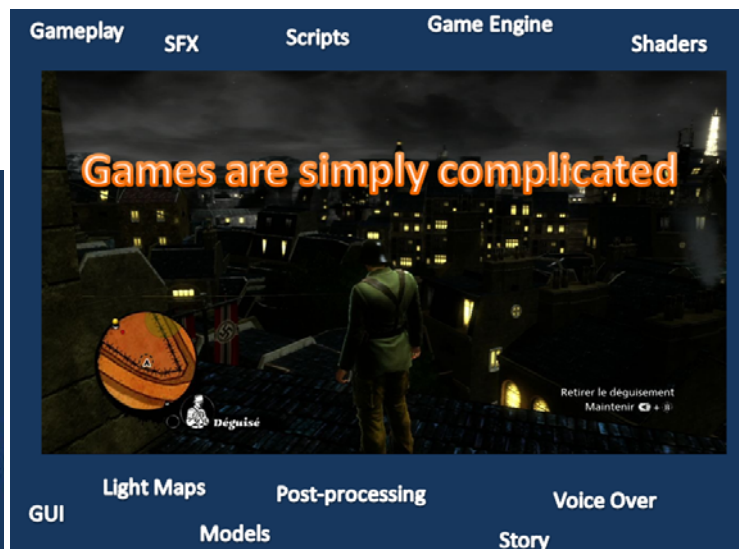 Gameplay
SFX
Scripts
Game Engine
Shaders
Games are simply complicated
Retirer le déguisement
Maintenir
Déguisé
Light Maps
Post-processing
Voice Over
GUI
Models
Story